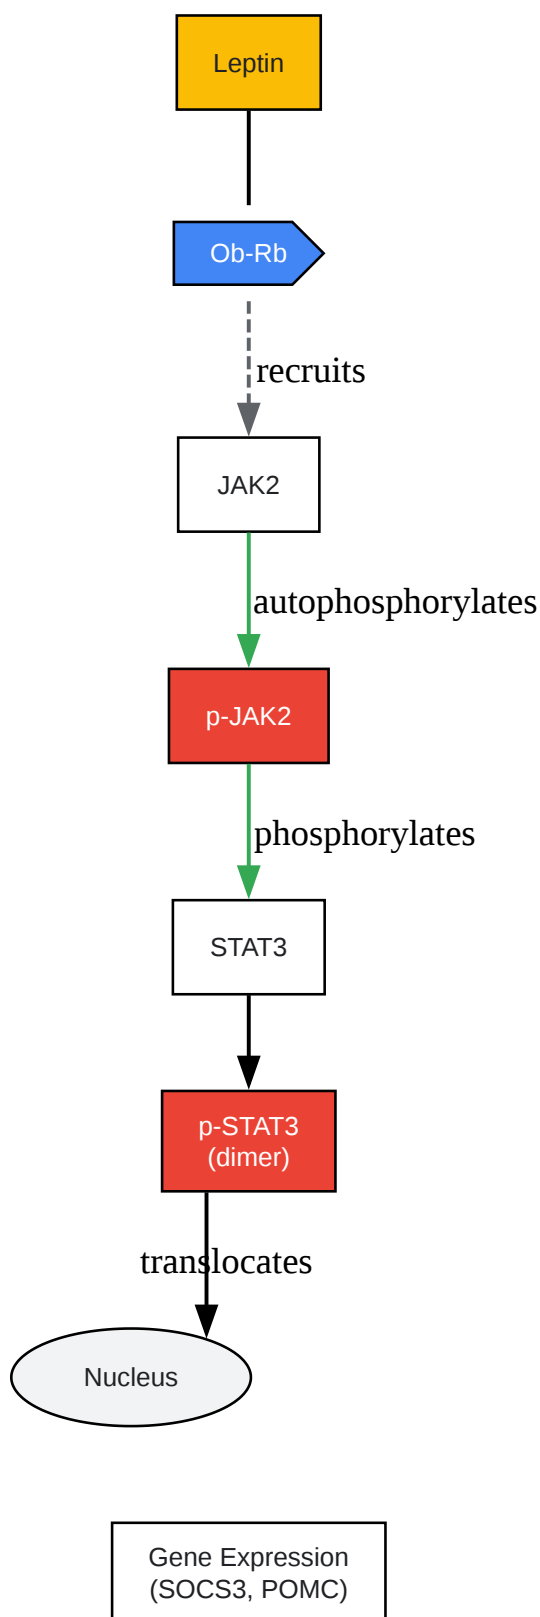 Leptin
Ob-Rb
recruits
JAK2
autophosphorylates
p-JAK2
phosphorylates
STAT3
p-STAT3
(dimer)
translocates
Nucleus
Gene Expression
(SOCS3, POMC)